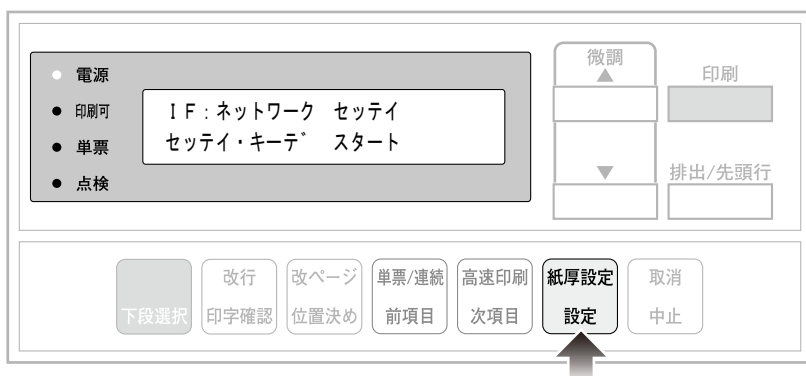 電源
印刷可
単票
点検
IF:ネットワーク セッテイ
セッテイ・キーデ゛ スタート
微調
▲
▼
印刷
排出/先頭行
下段選択
改行
印字確認
改ページ
位置決め
単票/連続
前項目
高速印刷
次項目
紙厚設定
設定
取消
中止